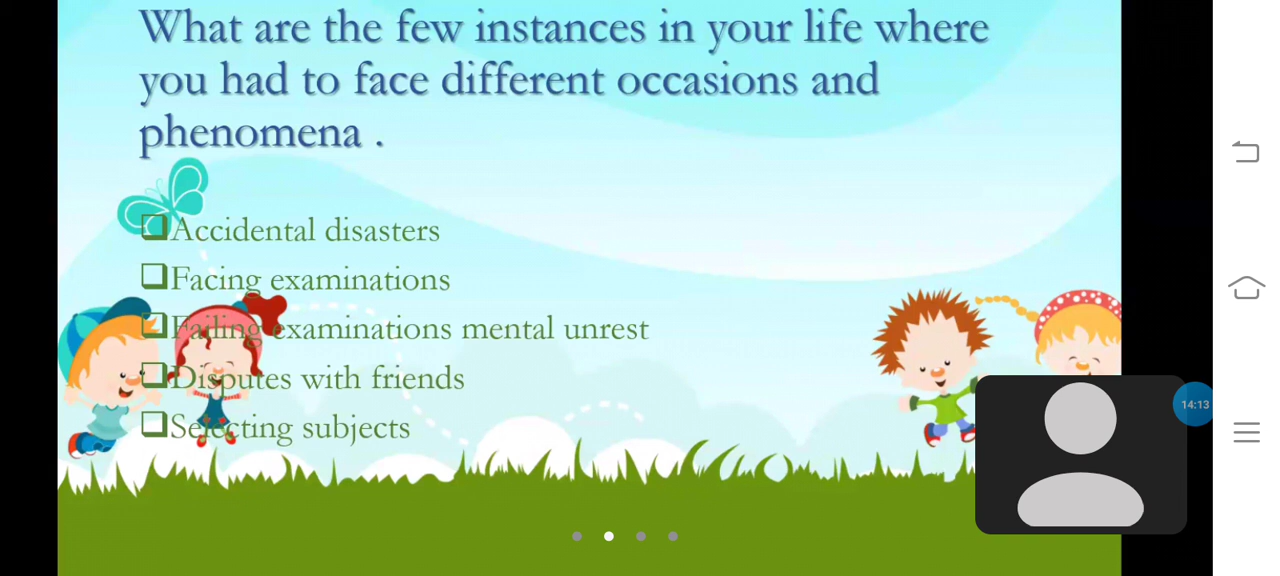 What are the few instances in your life where
you had to face different occasions and
phenomena .
Accidental disasters
Facing examinations
Failing examinations mental unrest
Disputes with friends
Selecting subjects
14:13